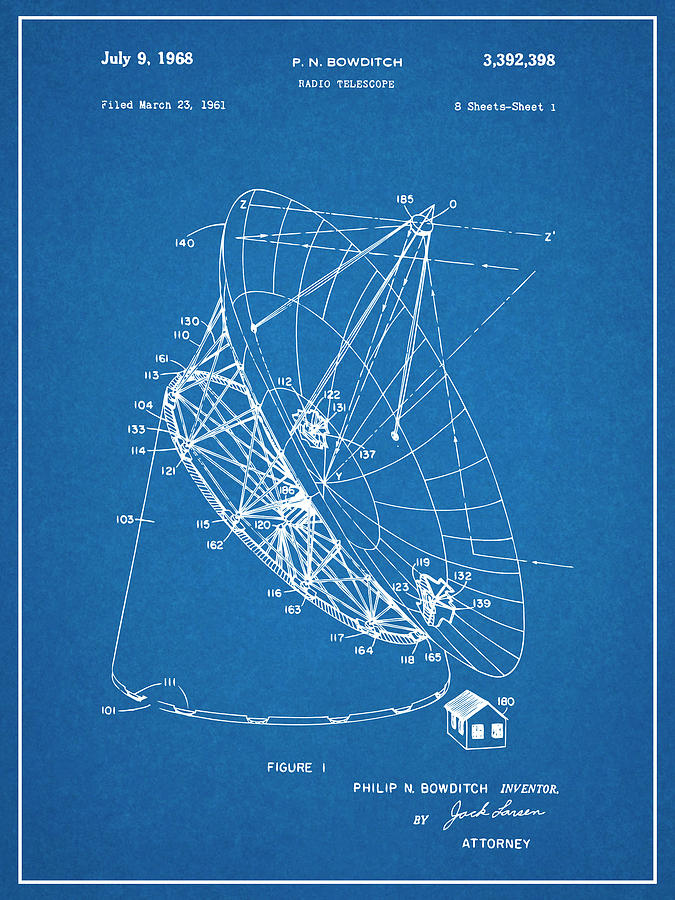 July 9, 1968 P. N. BOWDITCH 3,392,398
RADIO TELESCOPE
Filed March 23, 1961 8 Sheets-Sheet 1
185 O
Z
Z'
140
130
110
161
113
112
122
104
131
133
114
137
121
Y
186
103
115
120
162
119
132
123
116
139
163
117
164
118
165
111
101
180
FIGURE 1
PHILIP N. BOWDITCH INVENTOR.
BY Jack Larsen
ATTORNEY